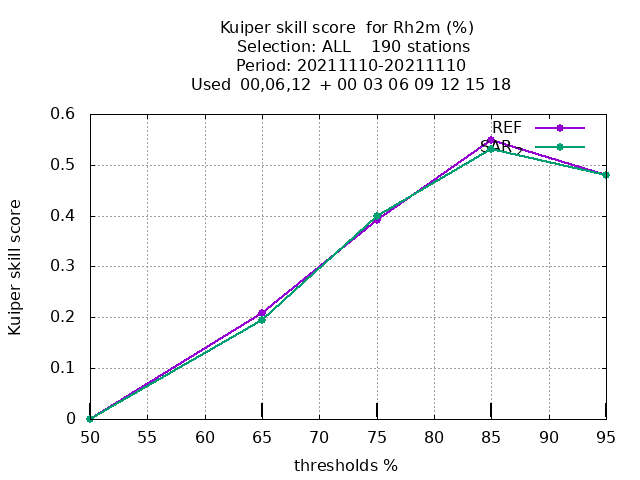 Kuiper skill score for Rh2m (%)
Selection: ALL 190 stations
Period: 20211110-20211110
Used 00,06,12 + 00 03 06 09 12 15 18
0.6
0.5
0.4
0.3
0.2
0.1
0
Kuiper skill score
REF
SAR2
50 55 60 65 70 75 80 85 90 95
thresholds %